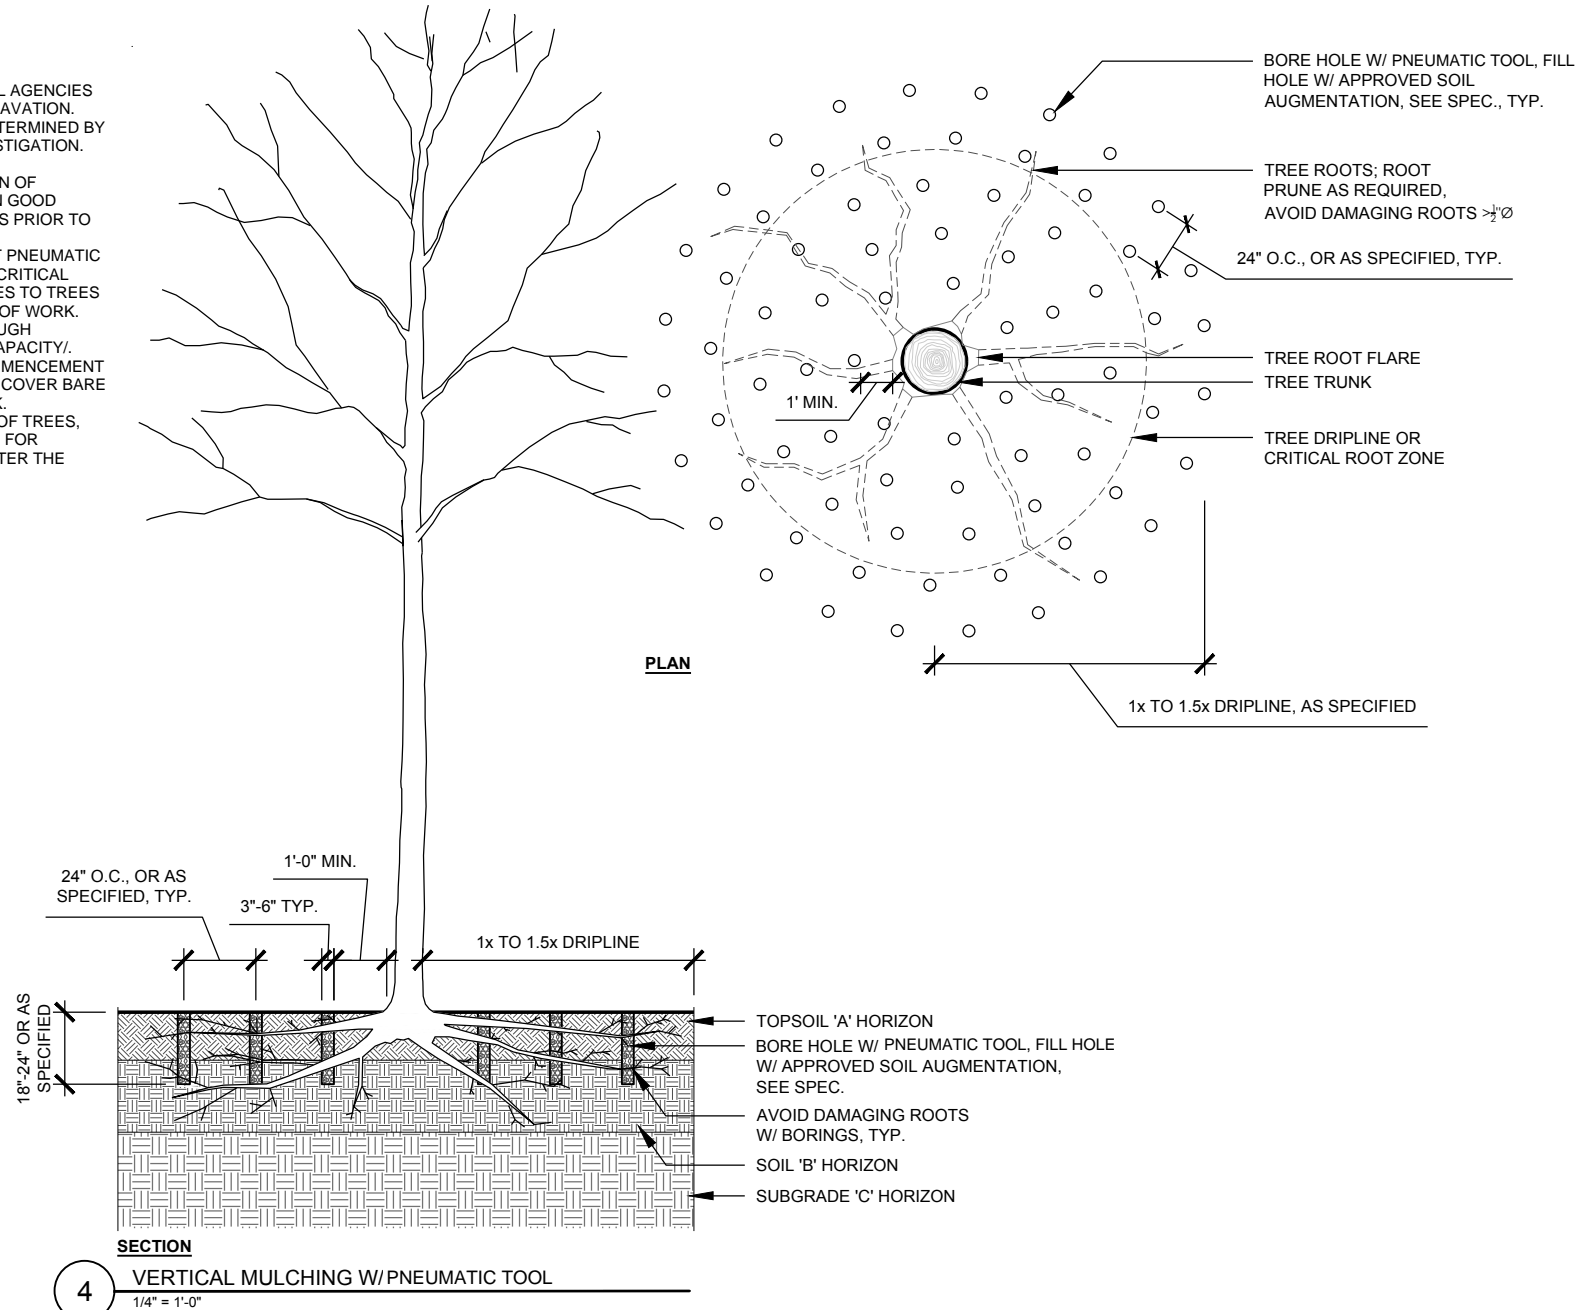 L AGENCIES
AVATION.
TERMINED BY
STIGATION.
N OF
N GOOD
S PRIOR TO
T PNEUMATIC
CRITICAL
ES TO TREES
OF WORK.
UGH
APACITY/.
MENCEMENT
COVER BARE
K.
OF TREES,
FOR
TER THE
BORE HOLE W/ PNEUMATIC TOOL, FILL
HOLE W/ APPROVED SOIL
AUGMENTATION, SEE SPEC., TYP.
TREE ROOTS; ROOT
PRUNE AS REQUIRED,
AVOID DAMAGING ROOTS >½"Ø
24" O.C., OR AS SPECIFIED, TYP.
TREE ROOT FLARE
TREE TRUNK
1' MIN.
TREE DRIPLINE OR
CRITICAL ROOT ZONE
PLAN
1x TO 1.5x DRIPLINE, AS SPECIFIED
24" O.C., OR AS
SPECIFIED, TYP.
1'-0" MIN.
3"-6" TYP.
1x TO 1.5x DRIPLINE
18"-24" OR AS
SPECIFIED
TOPSOIL 'A' HORIZON
BORE HOLE W/ PNEUMATIC TOOL, FILL HOLE
W/ APPROVED SOIL AUGMENTATION,
SEE SPEC.
AVOID DAMAGING ROOTS
W/ BORINGS, TYP.
SOIL 'B' HORIZON
SUBGRADE 'C' HORIZON
SECTION
4
VERTICAL MULCHING W/ PNEUMATIC TOOL
1/4" = 1'-0"